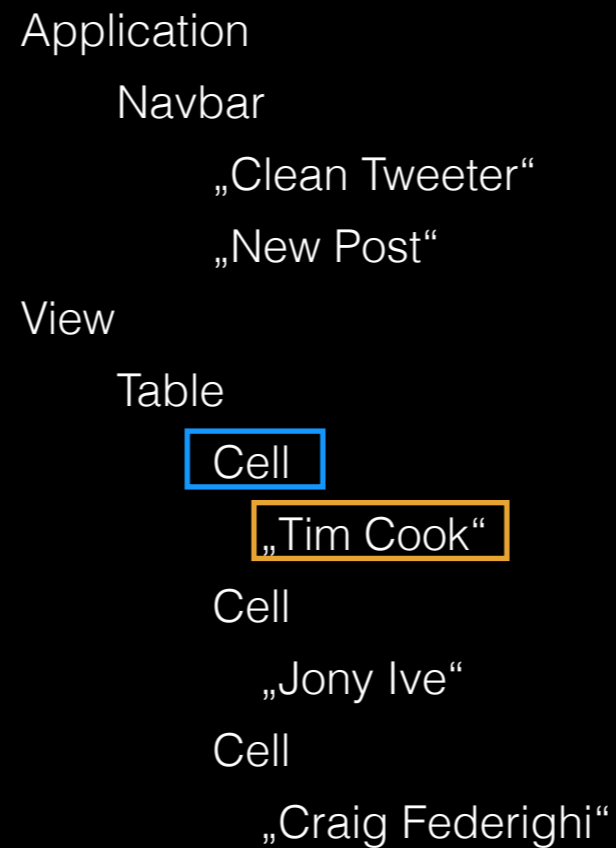 Application
Navbar
„Clean Tweeter“
„New Post“
View
Table
Cell
„Tim Cook“
Cell
„Jony Ive“
Cell
„Craig Federighi“